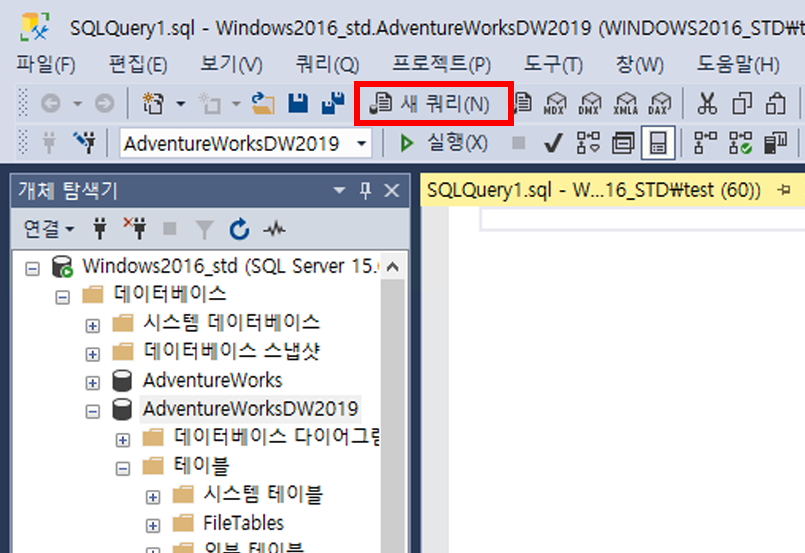 SQLQuery1.sql - Windows2016_std.AdventureWorksDW2019 (WINDOWS2016_STD₩t
파일(F) 편집(E) 보기(V) 쿼리(Q) 프로젝트(P) 도구(T) 창(W) 도움말(H)
새 쿼리(N) MDX DMX XMLA DAX
AdventureWorksDW2019 실행(X)
개체 탐색기
SQLQuery1.sql - W...16_STD₩test (60))
연결
Windows2016_std (SQL Server 15.
데이터베이스
시스템 데이터베이스
데이터베이스 스냅샷
AdventureWorks
AdventureWorksDW2019
데이터베이스 다이어그램
테이블
시스템 테이블
FileTables
외부 테이블